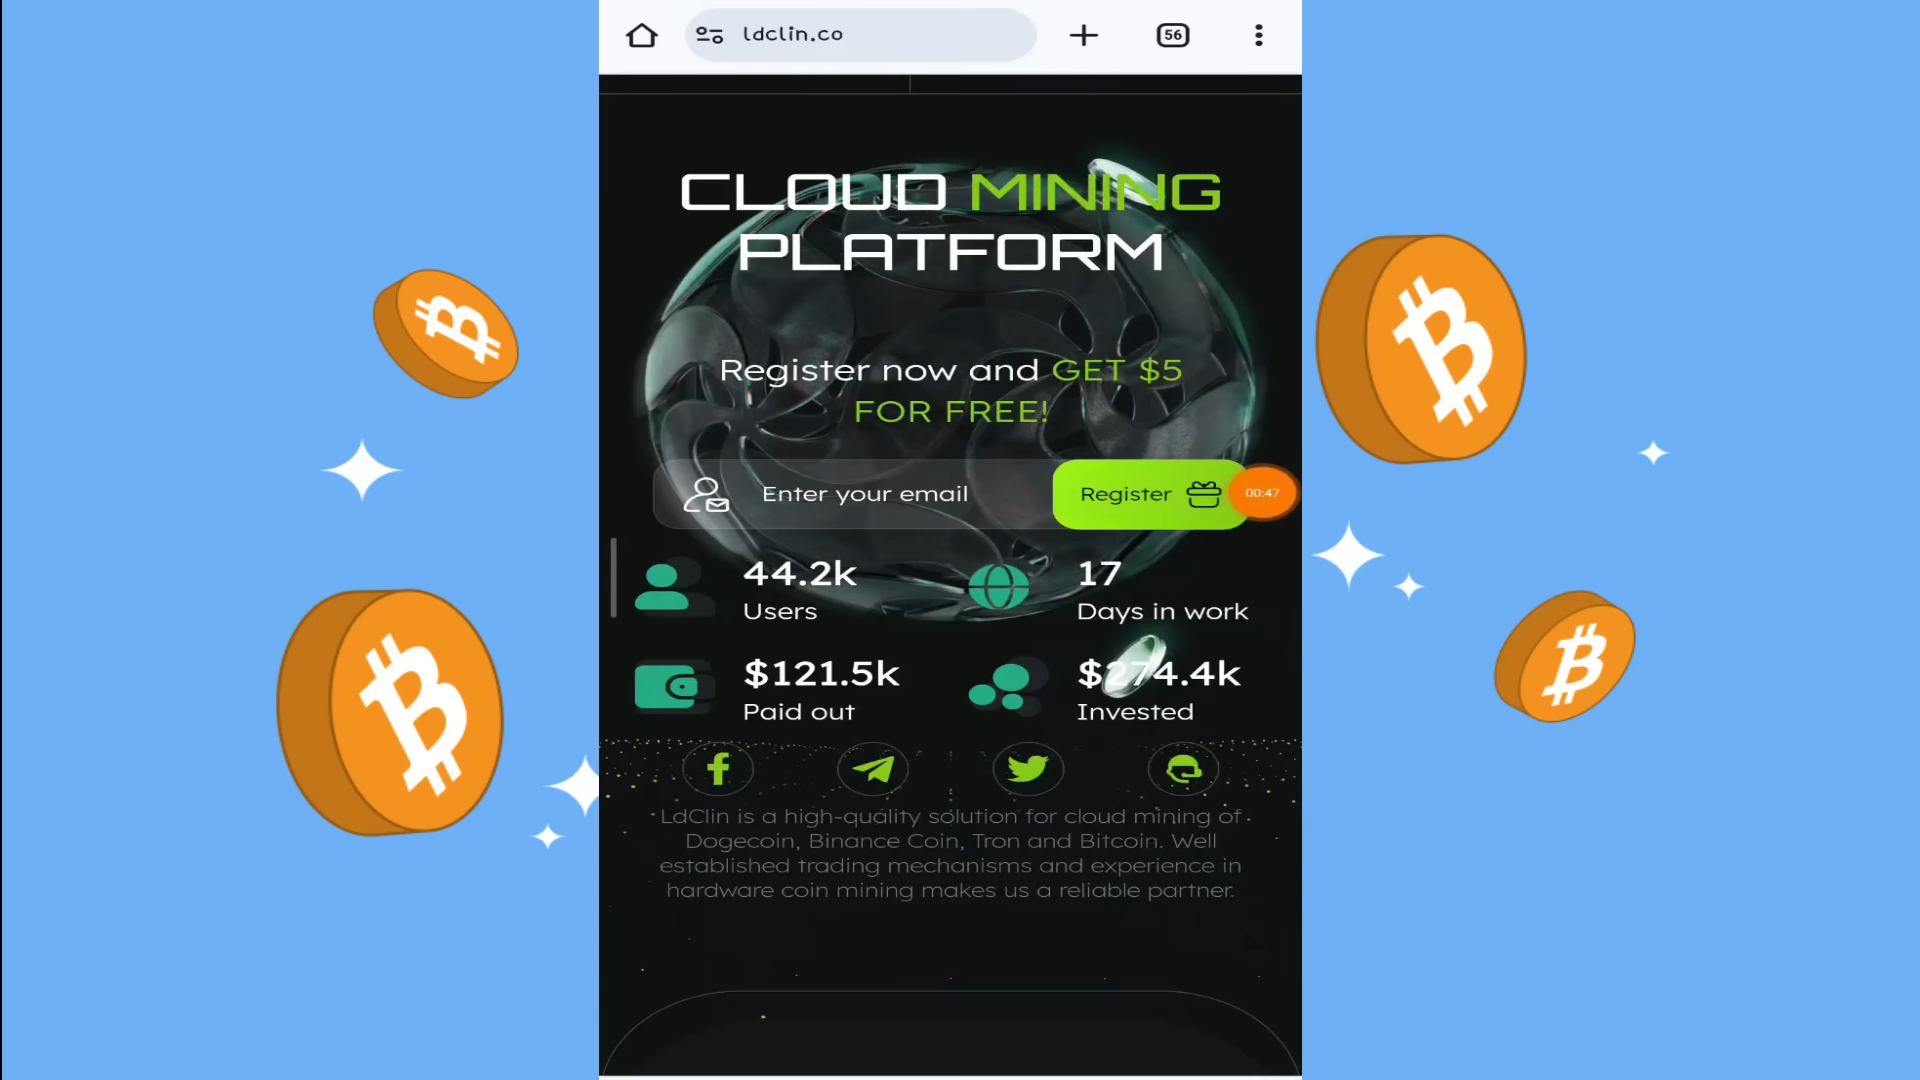 ldclin.co
56
CLOUD MINING
PLATFORM
Register now and GET $5
FOR FREE!
Enter your email
Register
00:47
44.2k
Users
17
Days in work
$121.5k
Paid out
$274.4k
Invested
LdClin is a high-quality solution for cloud mining of
Dogecoin, Binance Coin, Tron and Bitcoin. Well
established trading mechanisms and experience in
hardware coin mining makes us a reliable partner.